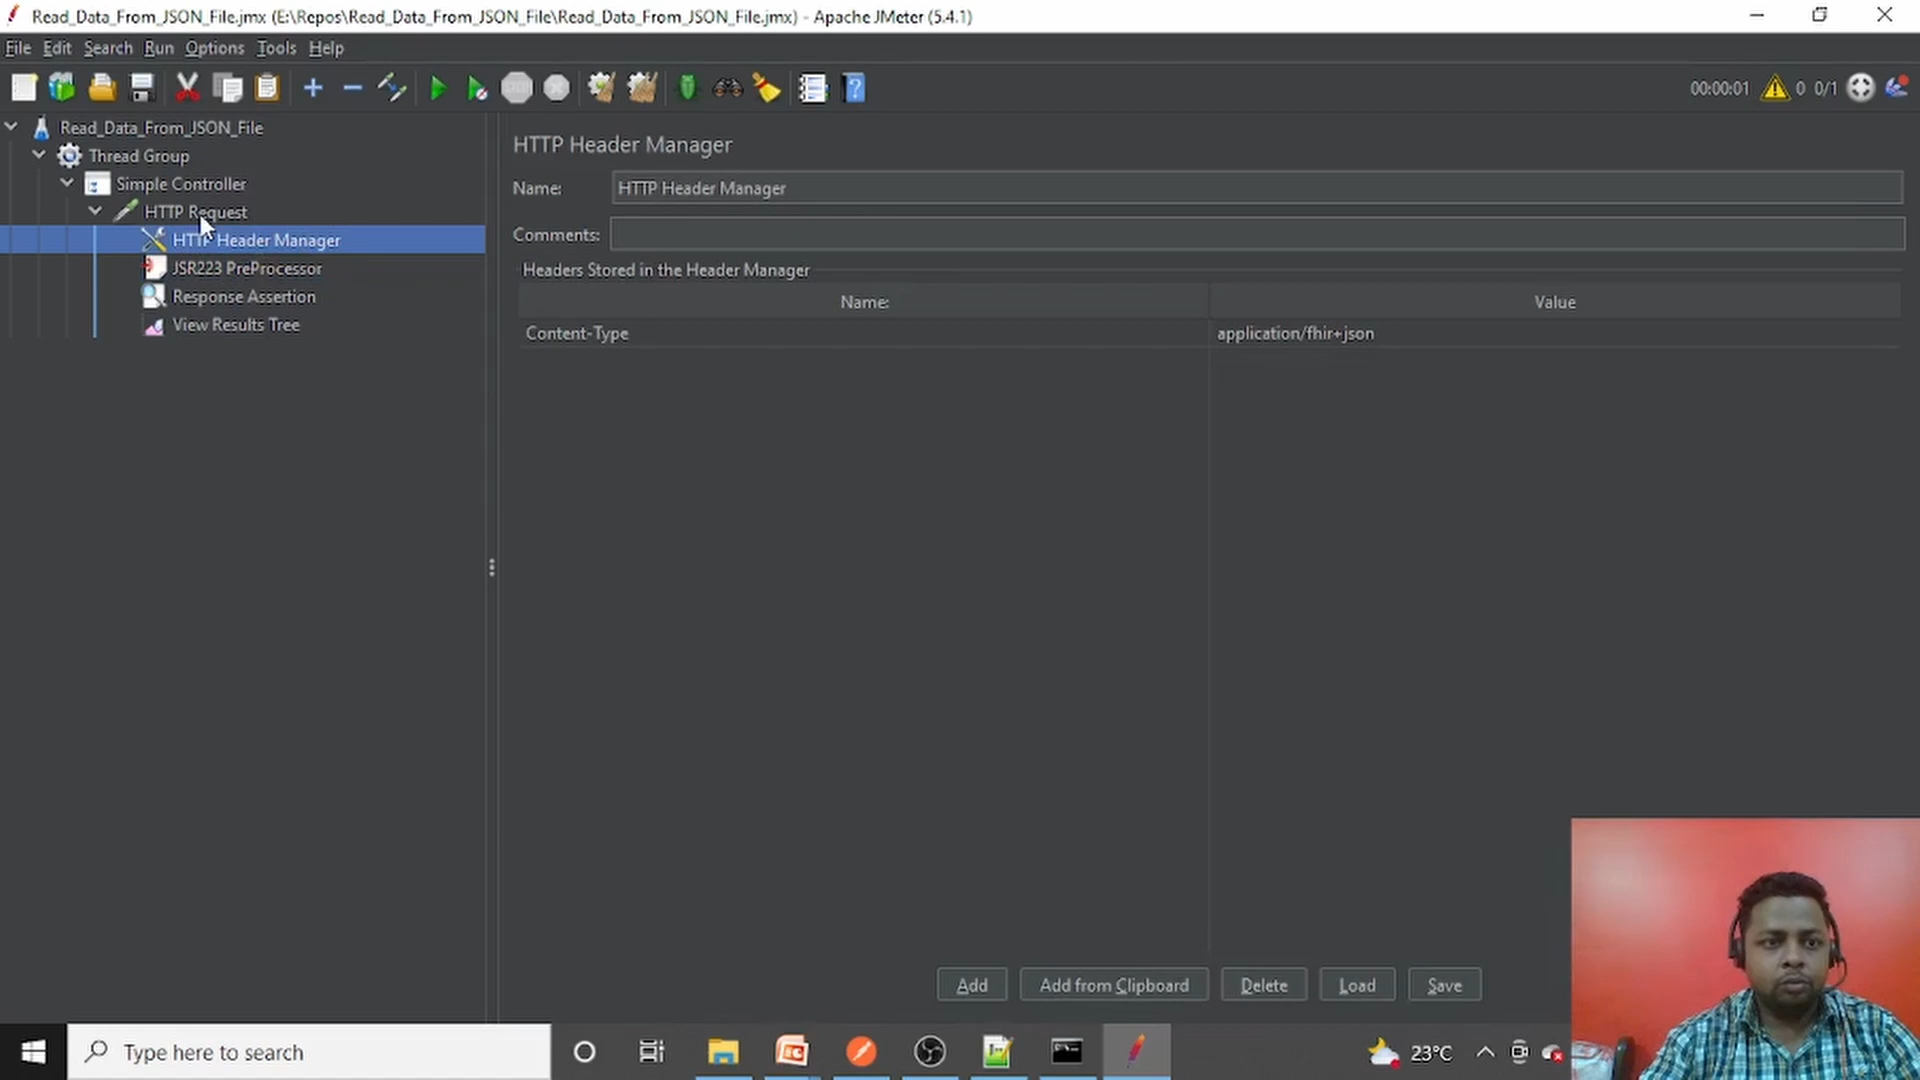 Read_Data_From_JSON_File.jmx (E:\Repos\Read_Data_From_JSON_File\Read_Data_From_JSON_File.jmx) - Apache JMeter (5.4.1)
File Edit Search Run Options Tools Help
STOP
00:00:01 0 0/1
Read_Data_From_JSON_File
Thread Group
Simple Controller
HTTP Request
HTTP Header Manager
JSR223 PreProcessor
Response Assertion
View Results Tree
HTTP Header Manager
Name: HTTP Header Manager
Comments:
Headers Stored in the Header Manager
Name: Value
Content-Type application/fhir+json
Add Add from Clipboard Delete Load Save
Type here to search
23°C